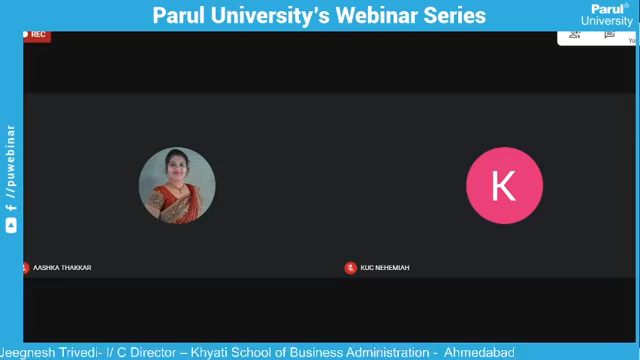 Parul University's Webinar Series
Parul®
University
REC
Yo
f //puwebinar
K
AASHKA THAKKAR
KUC NEHEMIAH
Jeegnesh Trivedi- I/ C Director – Khyati School of Business Administration - Ahmedabad